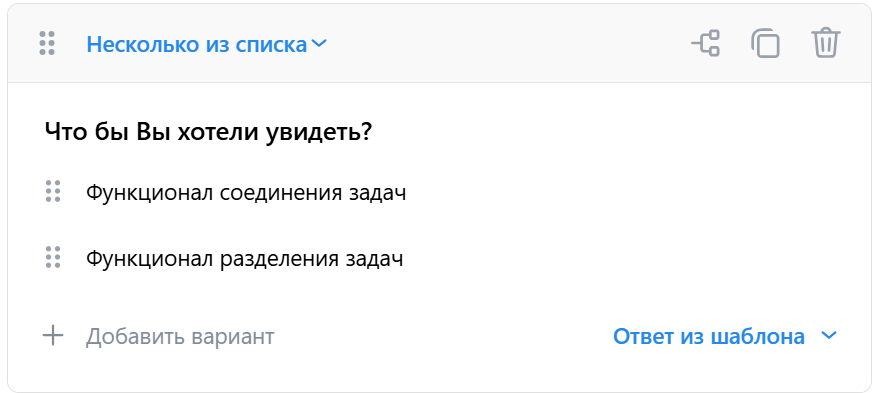 Несколько из списка
Что бы Вы хотели увидеть?
Функционал соединения задач
Функционал разделения задач
Добавить вариант
Ответ из шаблона